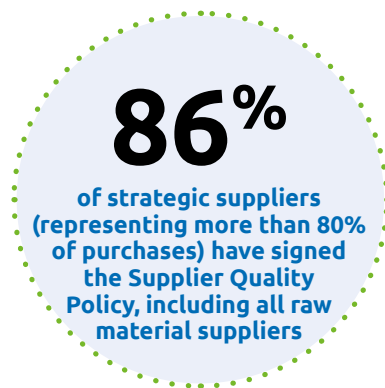 86%
of strategic suppliers
(representing more than 80%
of purchases) have signed
the Supplier Quality
Policy, including all raw
material suppliers